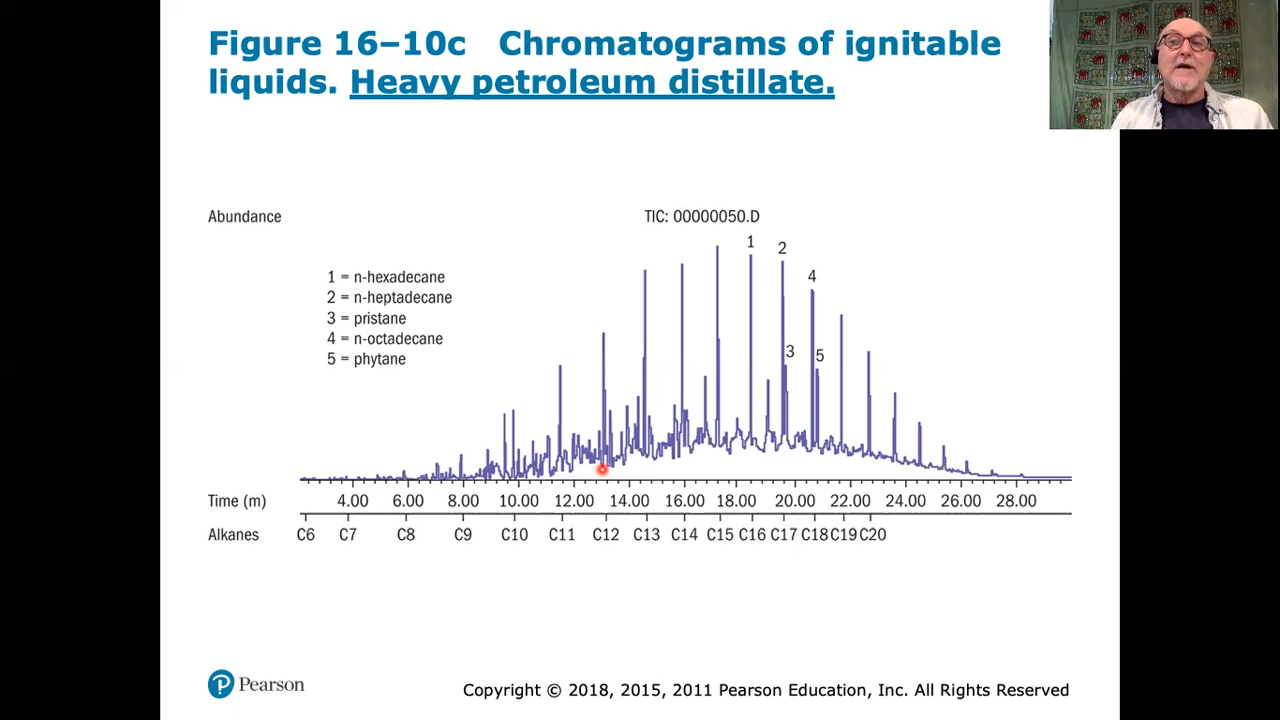 Figure 16–10c Chromatograms of ignitable
liquids. Heavy petroleum distillate.
Abundance
TIC: 00000050.D
1 = n-hexadecane
2 = n-heptadecane
3 = pristane
4 = n-octadecane
5 = phytane
1
2
4
3
5
Time (m) 4.00 6.00 8.00 10.00 12.00 14.00 16.00 18.00 20.00 22.00 24.00 26.00 28.00
Alkanes C6 C7 C8 C9 C10 C11 C12 C13 C14 C15 C16 C17 C18 C19 C20
Pearson
Copyright © 2018, 2015, 2011 Pearson Education, Inc. All Rights Reserved